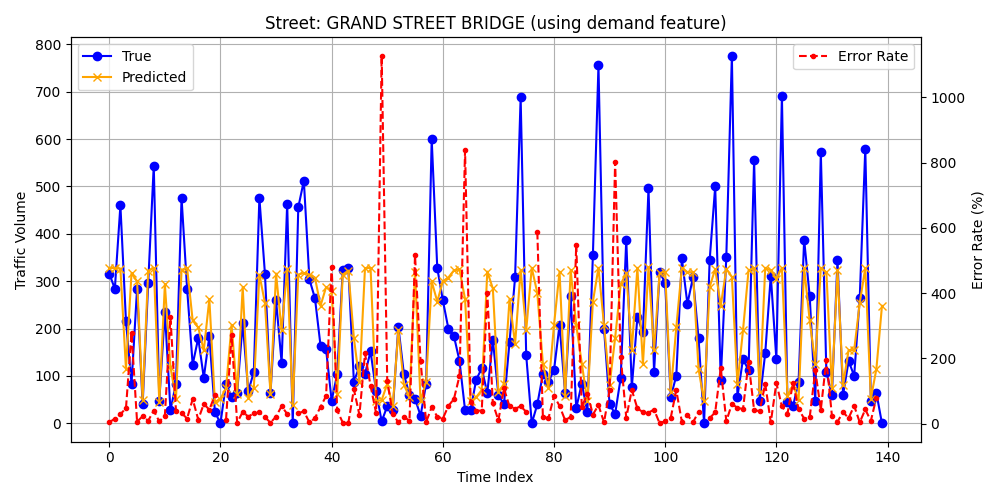 Street: GRAND STREET BRIDGE (using demand feature)
True
Predicted
Error Rate
Traffic Volume
800
700
600
500
400
300
200
100
0
1000
800
600
400
200
0
Error Rate (%)
0 20 40 60 80 100 120 140
Time Index